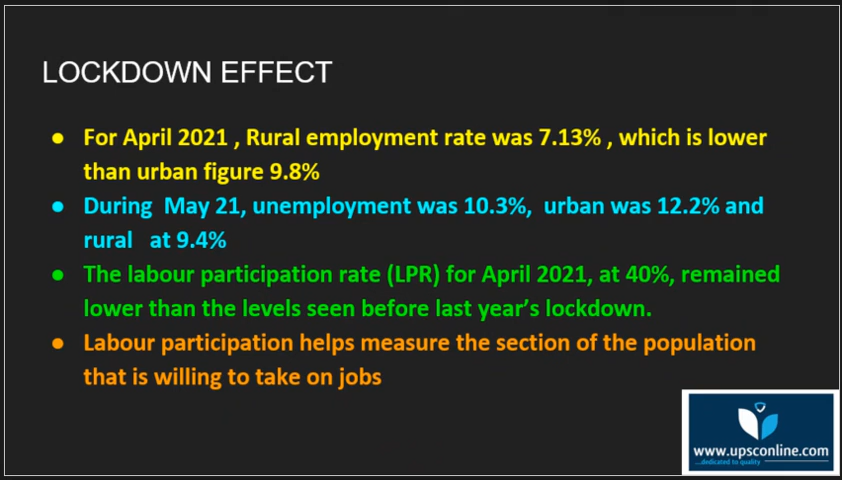 LOCKDOWN EFFECT
● For April 2021 , Rural employment rate was 7.13% , which is lower
than urban figure 9.8%
● During May 21, unemployment was 10.3%, urban was 12.2% and
rural at 9.4%
● The labour participation rate (LPR) for April 2021, at 40%, remained
lower than the levels seen before last year's lockdown.
● Labour participation helps measure the section of the population
that is willing to take on jobs
www.upsconline.com
...dedicated to quality